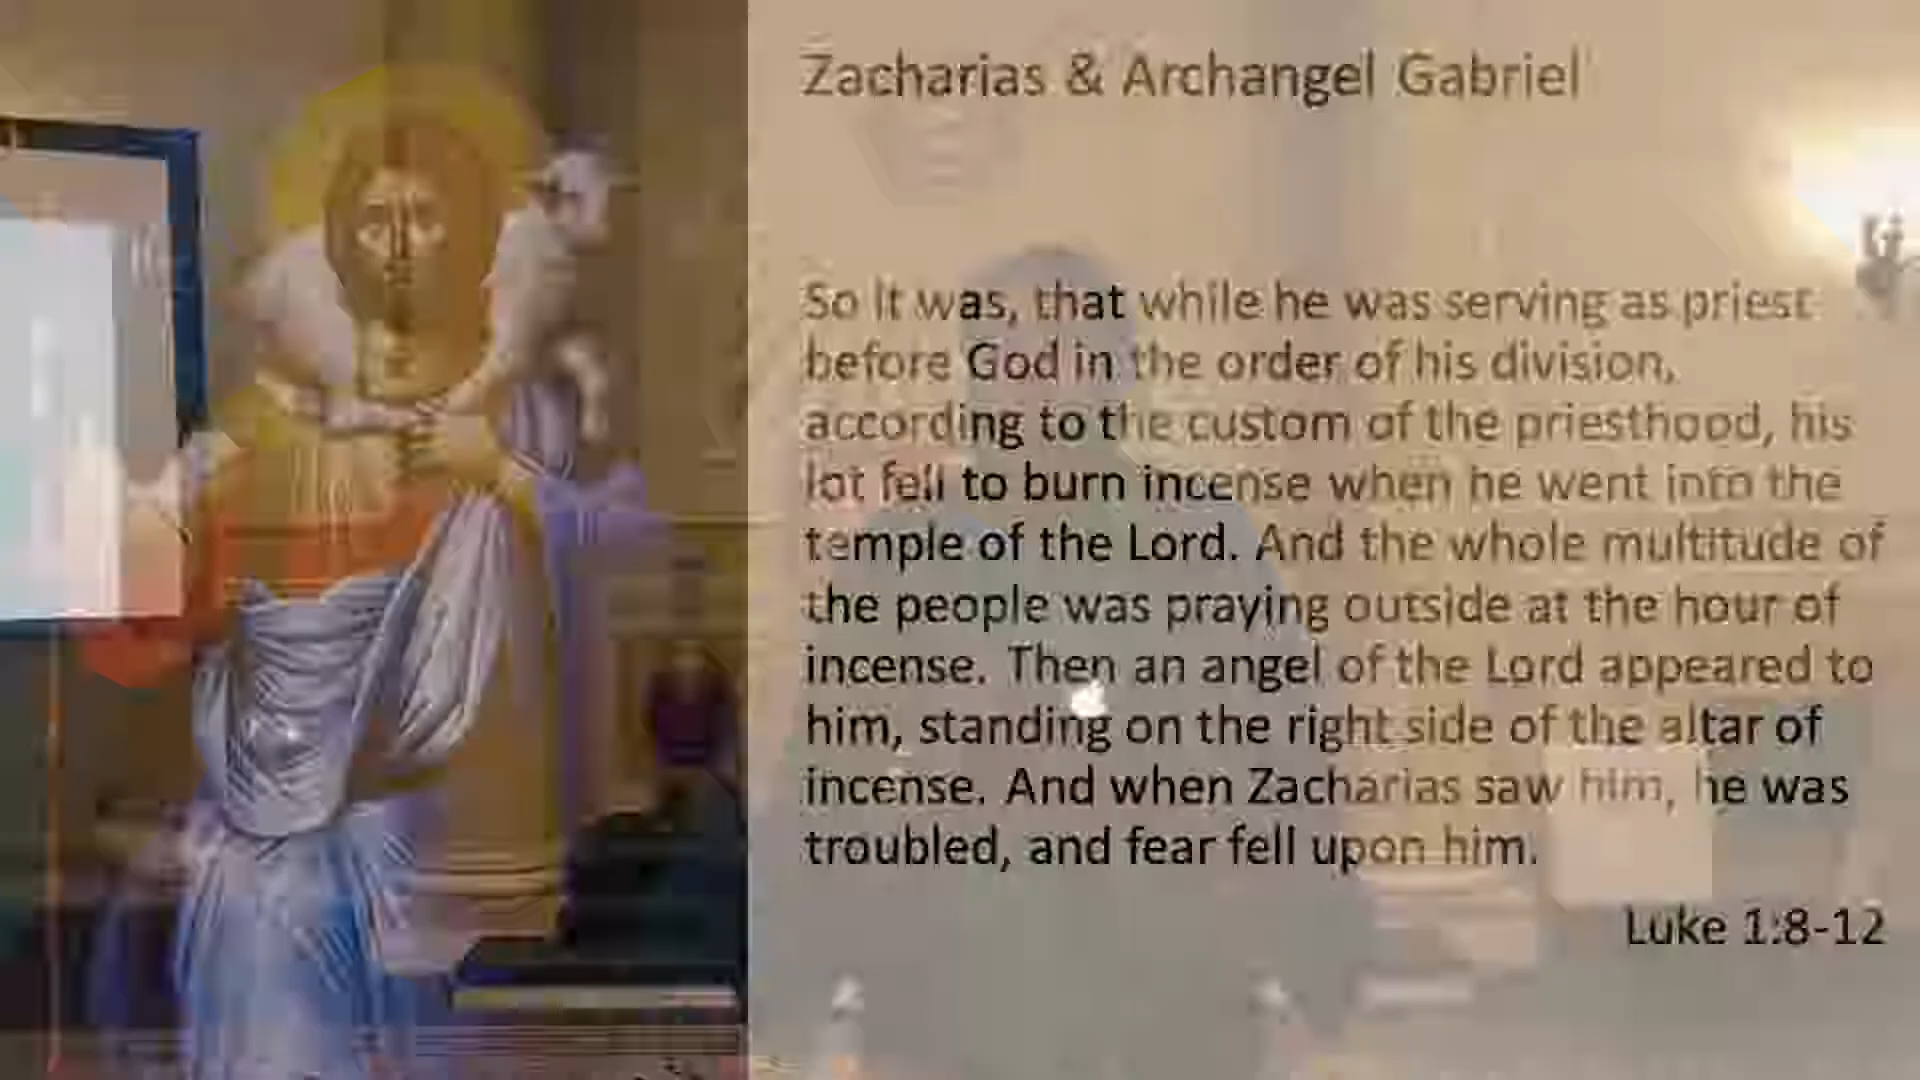 Zacharias & Archangel Gabriel
So it was, that while he was serving as priest
before God in the order of his division,
according to the custom of the priesthood, his
lot fell to burn incense when he went into the
temple of the Lord. And the whole multitude of
the people was praying outside at the hour of
incense. Then an angel of the Lord appeared to
him, standing on the right side of the altar of
incense. And when Zacharias saw him, he was
troubled, and fear fell upon him.
Luke 1:8-12